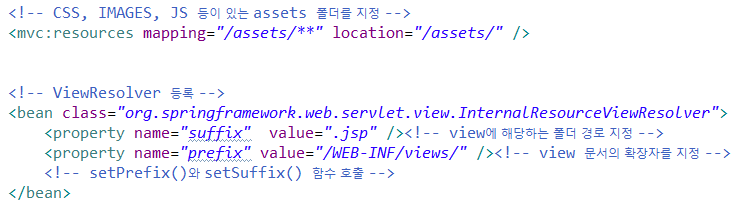 <!-- CSS, IMAGES, JS 등이 있는 assets 폴더를 지정 -->
<mvc:resources mapping="/assets/**" location="/assets/" />
<!-- ViewResolver 등록 -->
<bean class="org.springframework.web.servlet.view.InternalResourceViewResolver">
    <property name="suffix"  value=".jsp" /><!-- view에 해당하는 폴더 경로 지정 -->
    <property name="prefix" value="/WEB-INF/views/" /><!-- view 문서의 확장자를 지정 -->
    <!-- setPrefix()와 setSuffix() 함수 호출 -->
</bean>